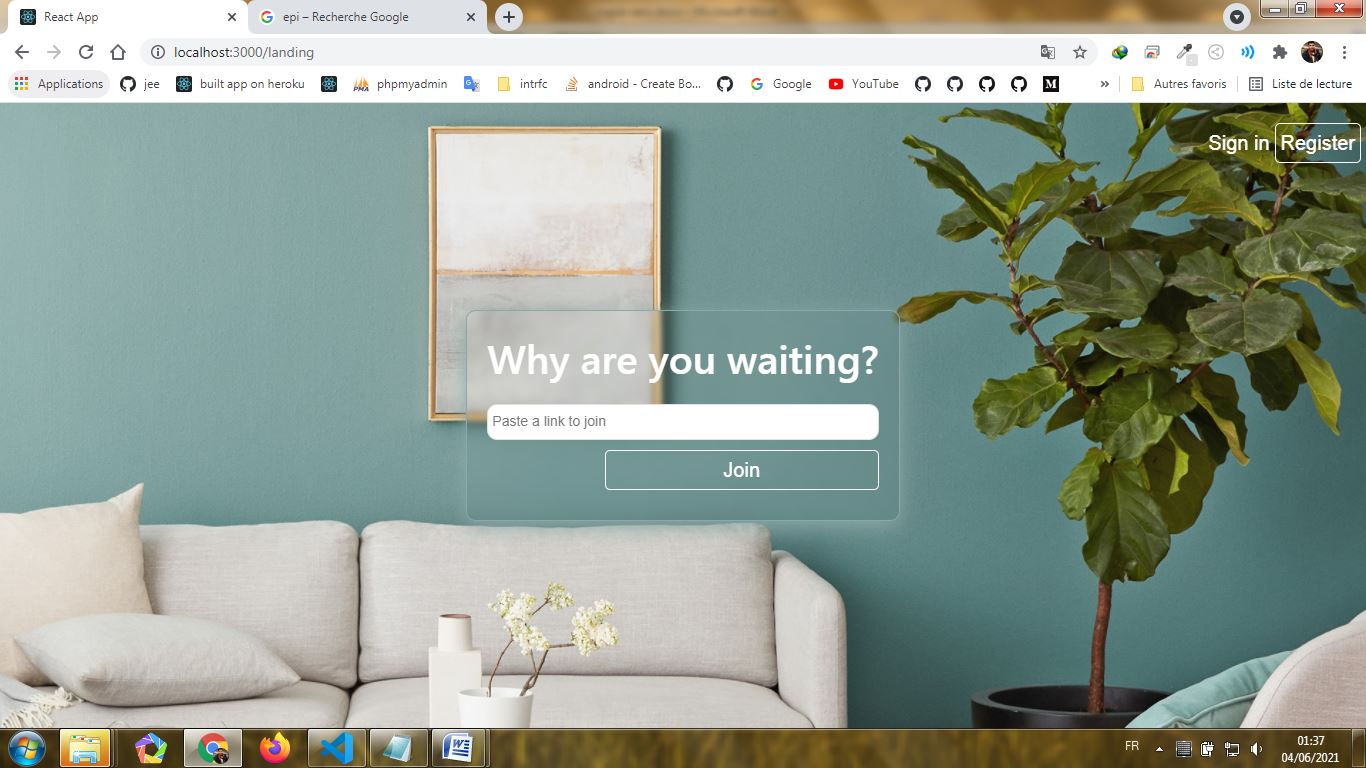 React App
epi – Recherche Google
localhost:3000/landing
Applications
jee
built app on heroku
phpmyadmin
intrfc
android - Create Bo...
Google
YouTube
M
»
Autres favoris
Liste de lecture
Sign in
Register
Why are you waiting?
Paste a link to join
Join
FR
01:37
04/06/2021